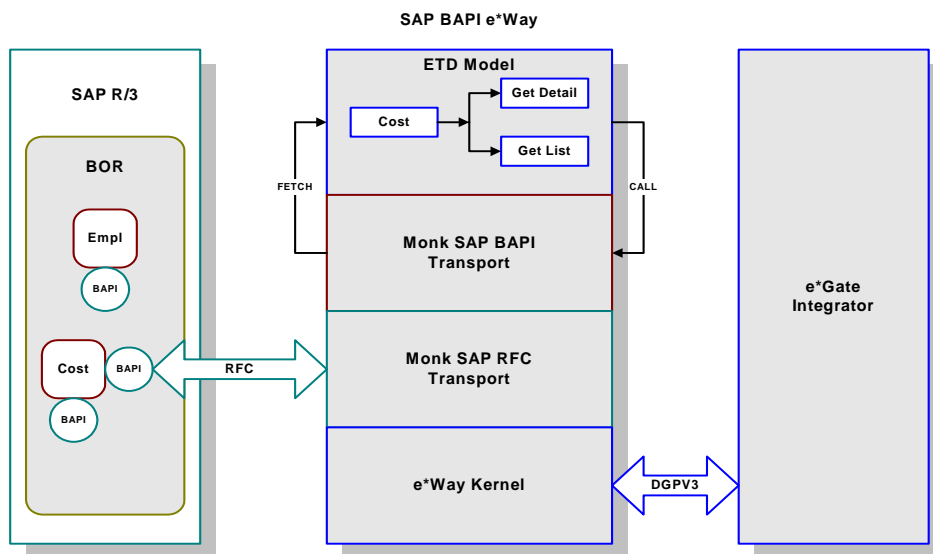 SAP BAPI e*Way
SAP R/3
BOR
Empl
BAPI
Cost
BAPI
BAPI
RFC
ETD Model
Cost
Get Detail
Get List
FETCH
CALL
Monk SAP BAPI
Transport
Monk SAP RFC
Transport
e*Way Kernel
DGPV3
e*Gate
Integrator